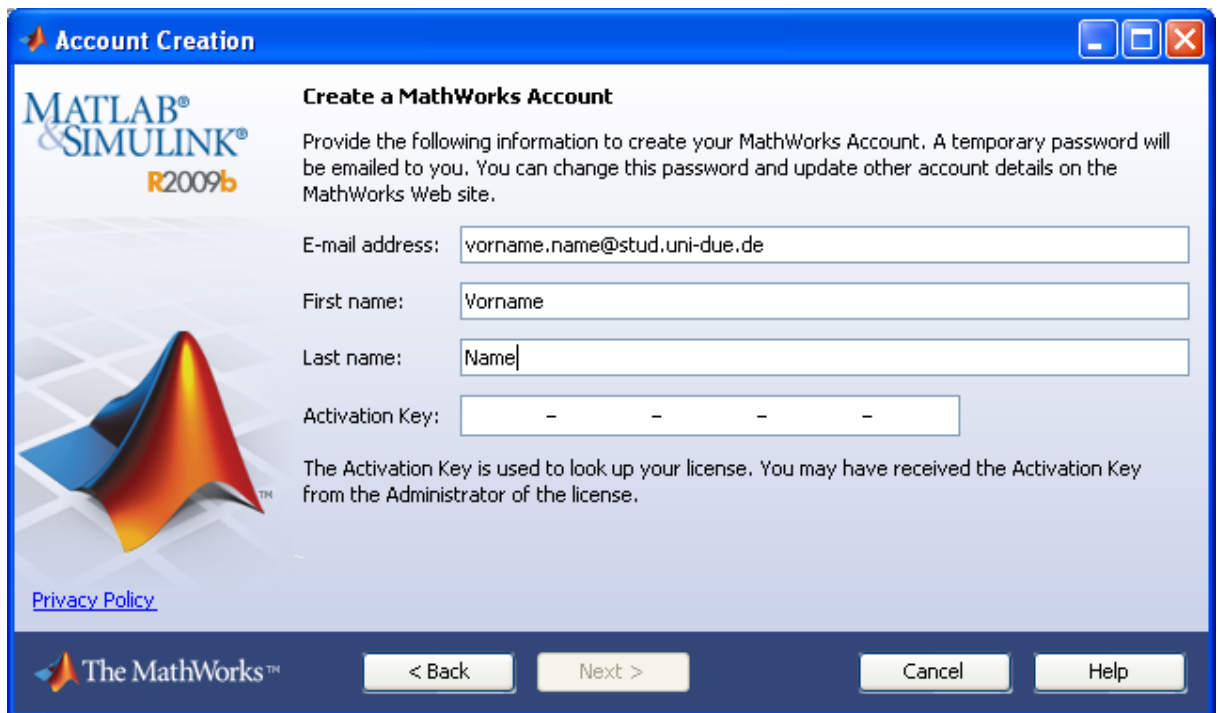 Account Creation
MATLAB®
&SIMULINK®
R2009b
Create a MathWorks Account
Provide the following information to create your MathWorks Account. A temporary password will
be emailed to you. You can change this password and update other account details on the
MathWorks Web site.
E-mail address: vorname.name@stud.uni-due.de
First name: Vorname
Last name: Name
Activation Key: - - - -
The Activation Key is used to look up your license. You may have received the Activation Key
from the Administrator of the license.
TM
Privacy Policy
The MathWorks™ < Back Next > Cancel Help